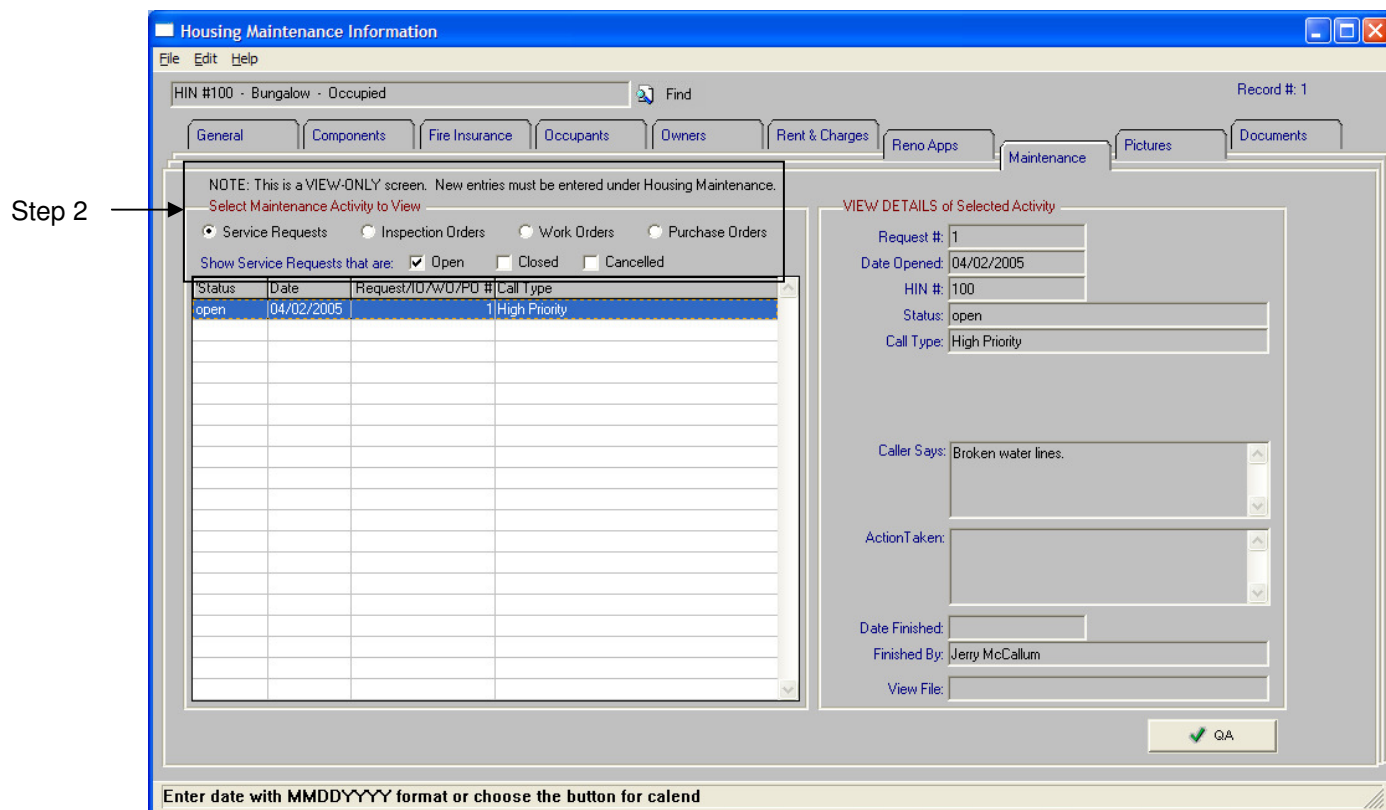 Housing Maintenance Information
File Edit Help
HIN #100 - Bungalow - Occupied
Find
Record #: 1
General Components Fire Insurance Occupants Owners Rent & Charges Reno Apps Maintenance Pictures Documents
Step 2
NOTE: This is a VIEW-ONLY screen. New entries must be entered under Housing Maintenance.
Select Maintenance Activity to View
Service Requests Inspection Orders Work Orders Purchase Orders
Show Service Requests that are: Open Closed Cancelled
'Status Date Request/IO/WO/PO # Call Type
open 04/02/2005 1 High Priority
VIEW DETAILS of Selected Activity
Request #: 1
Date Opened: 04/02/2005
HIN #: 100
Status: open
Call Type: High Priority
Caller Says: Broken water lines.
ActionTaken:
Date Finished:
Finished By: Jerry McCallum
View File:
QA
Enter date with MMDDYYYY format or choose the button for calend